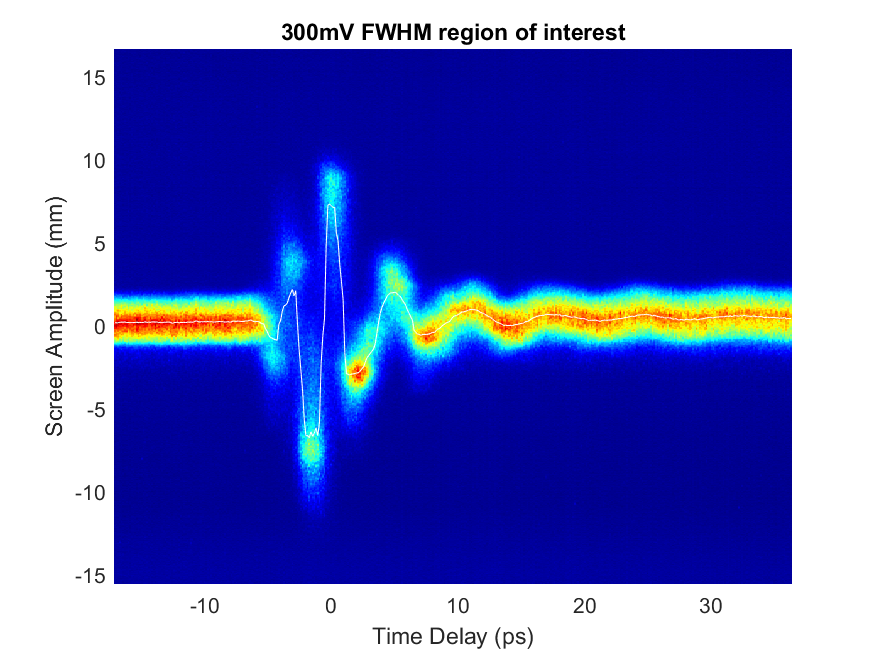 300mV FWHM region of interest
Screen Amplitude (mm)
15
10
5
0
-5
-10
-15
-10 0 10 20 30
Time Delay (ps)